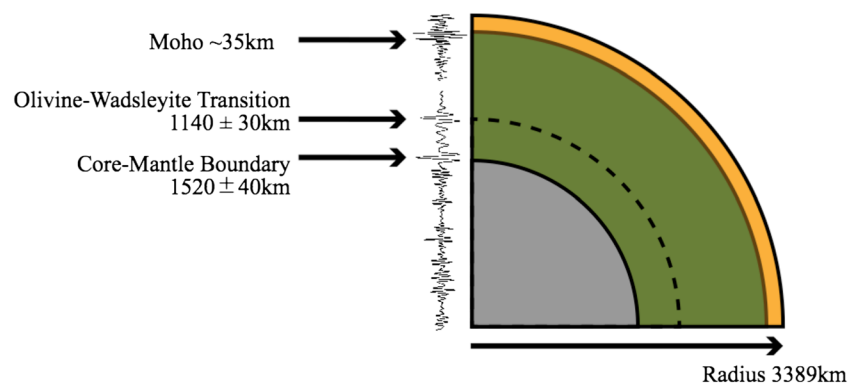 Moho ~35km
Olivine-Wadsleyite Transition
1140 ± 30km
Core-Mantle Boundary
1520 ± 40km
Radius 3389km